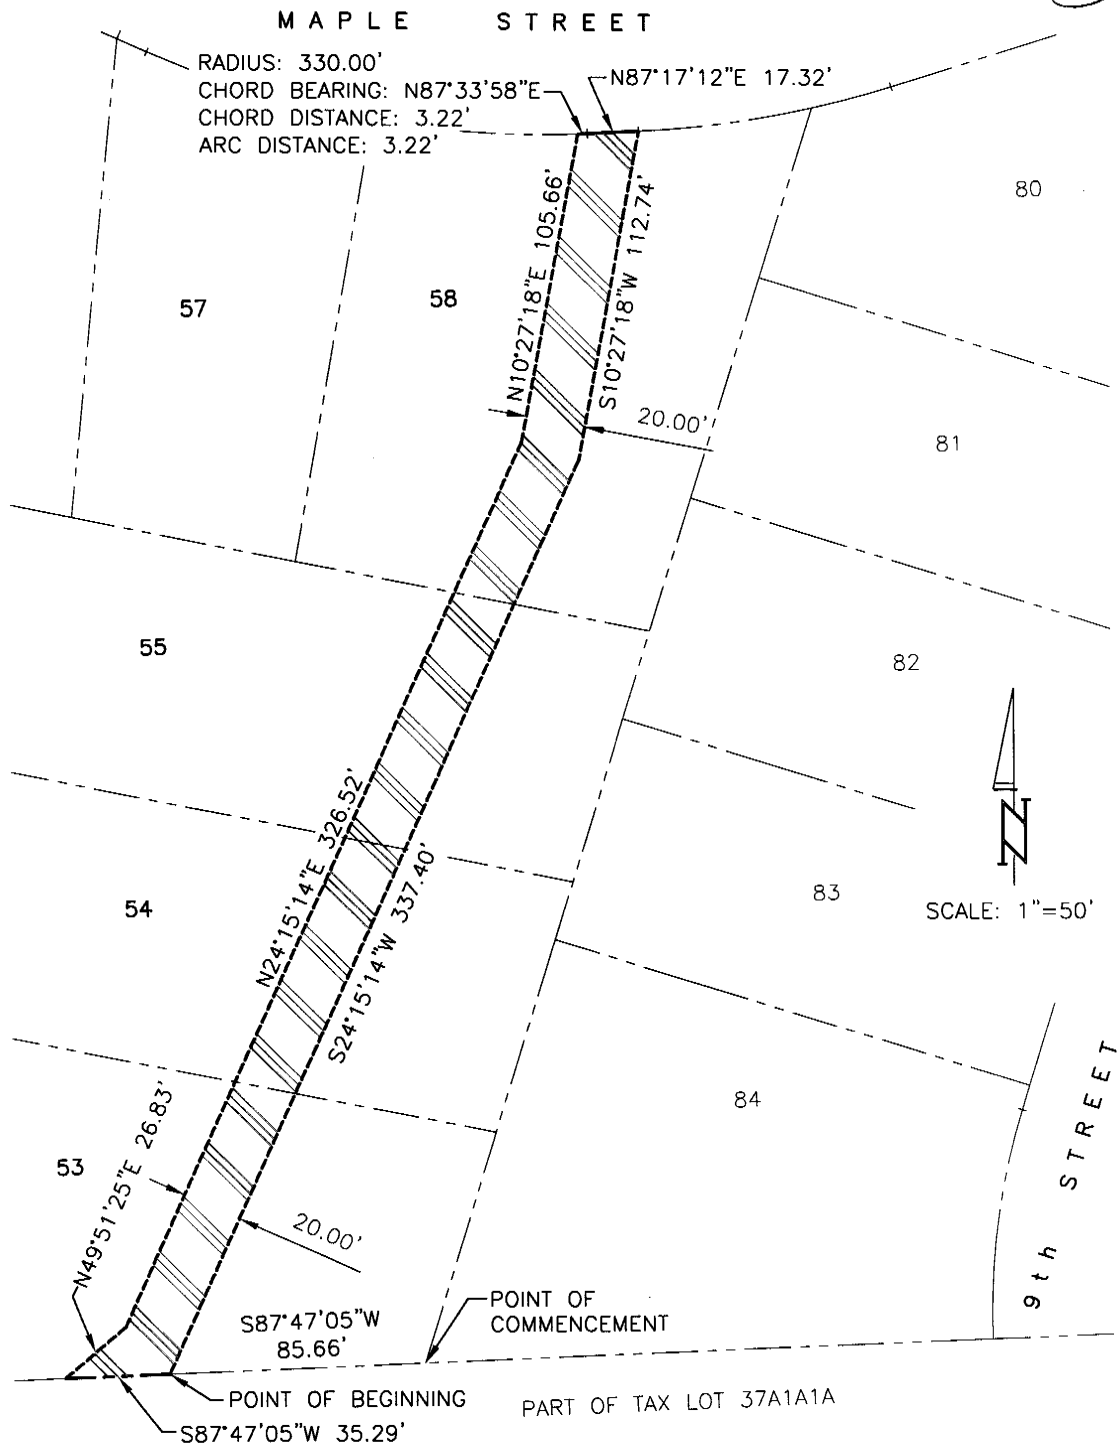 MAPLE STREET
RADIUS: 330.00'
CHORD BEARING: N87°33'58"E
CHORD DISTANCE: 3.22'
ARC DISTANCE: 3.22'
N87°17'12"E 17.32'
80
57
58
N10°27'18"E 105.66'
S10°27'18"W 112.74'
20.00'
81
55
82
N24°15'14"E 326.52'
S24°15'14"W 337.40'
83
N
SCALE: 1"=50'
54
84
9th STREET
53
N49°51'25"E 26.83'
20.00'
S87°47'05"W
85.66'
POINT OF
COMMENCEMENT
POINT OF BEGINNING
S87°47'05"W 35.29'
PART OF TAX LOT 37A1A1A